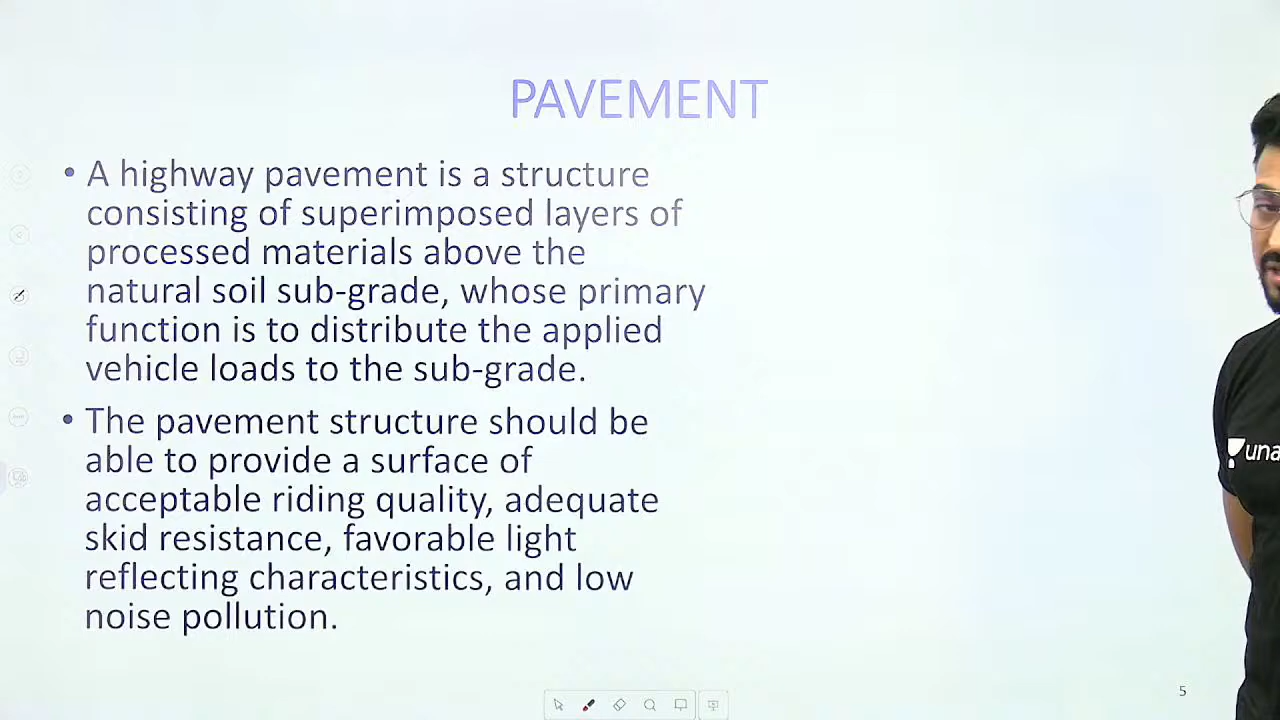 PAVEMENT
• A highway pavement is a structure
consisting of superimposed layers of
processed materials above the
natural soil sub-grade, whose primary
function is to distribute the applied
vehicle loads to the sub-grade.
• The pavement structure should be
able to provide a surface of
acceptable riding quality, adequate
skid resistance, favorable light
reflecting characteristics, and low
noise pollution.
una
5